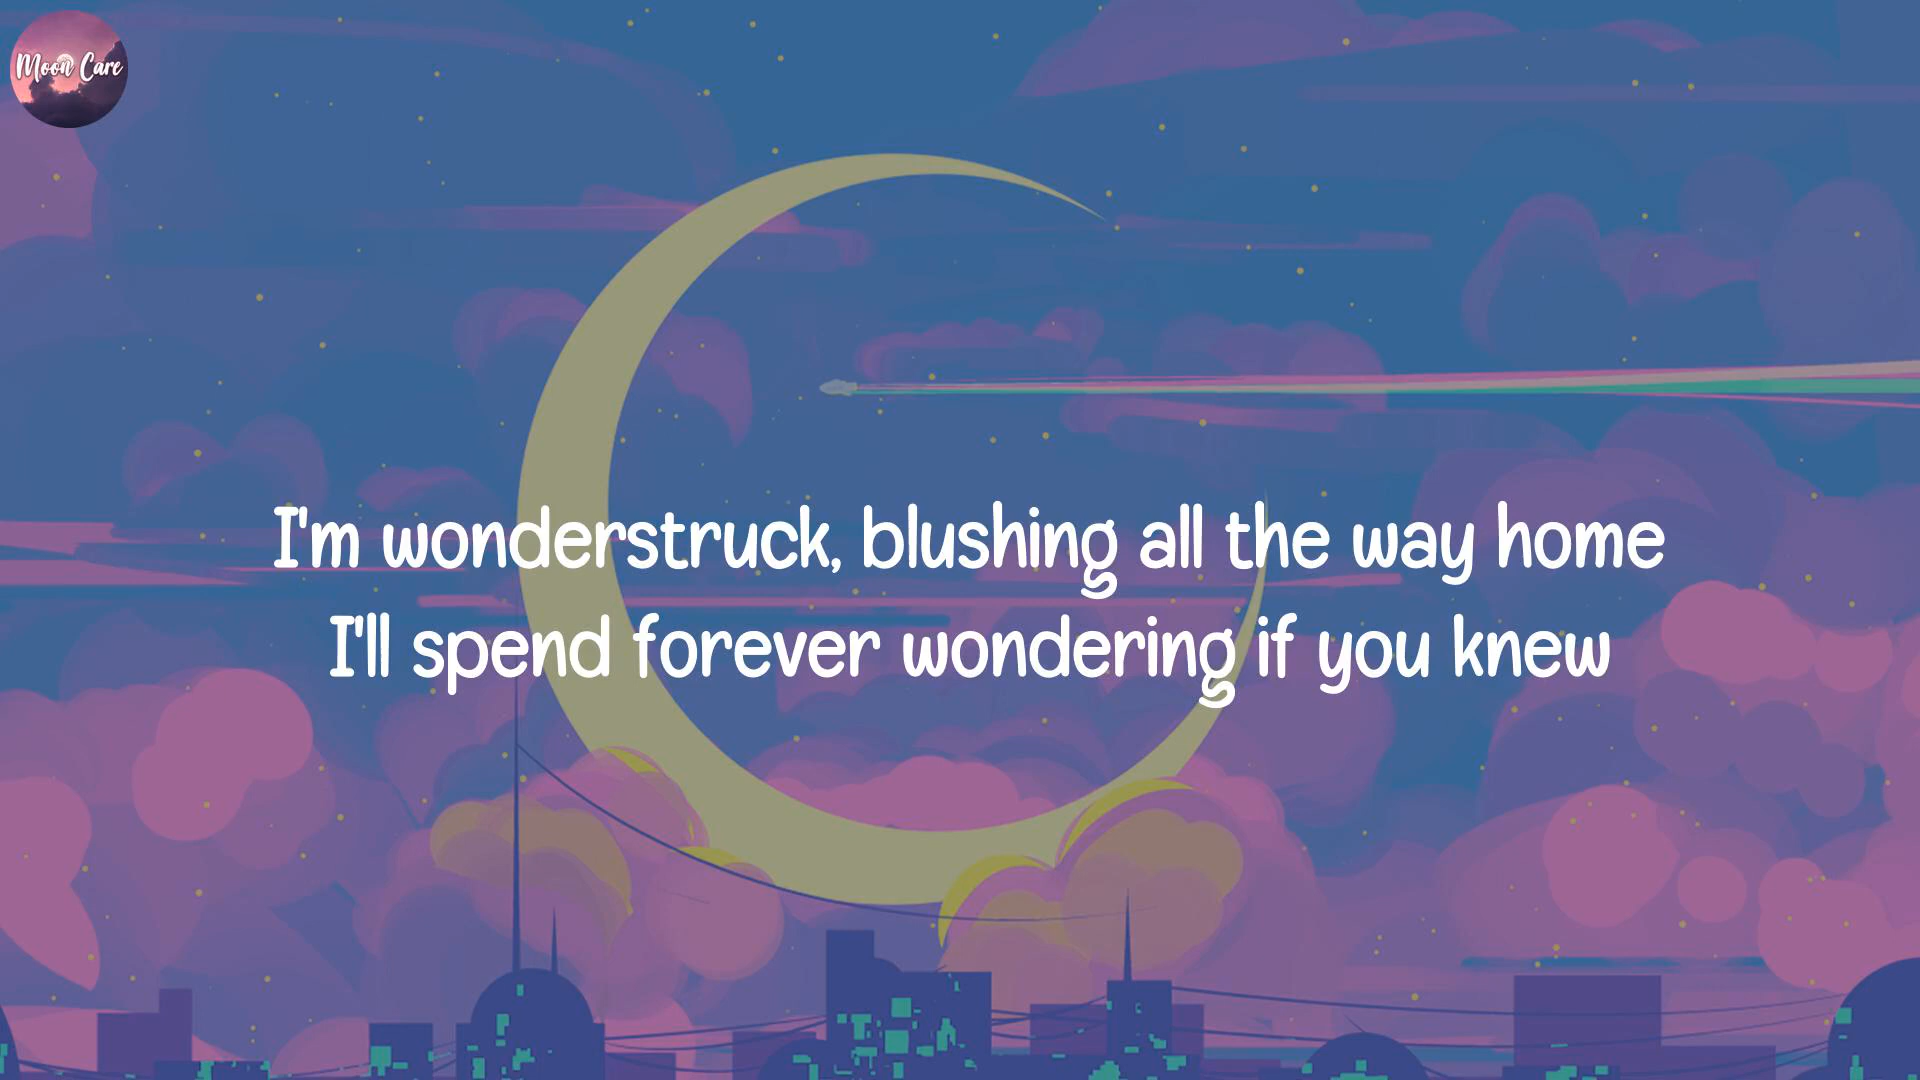 Moon Care
I'm wonderstruck, blushing all the way home
I'll spend forever wondering if you knew